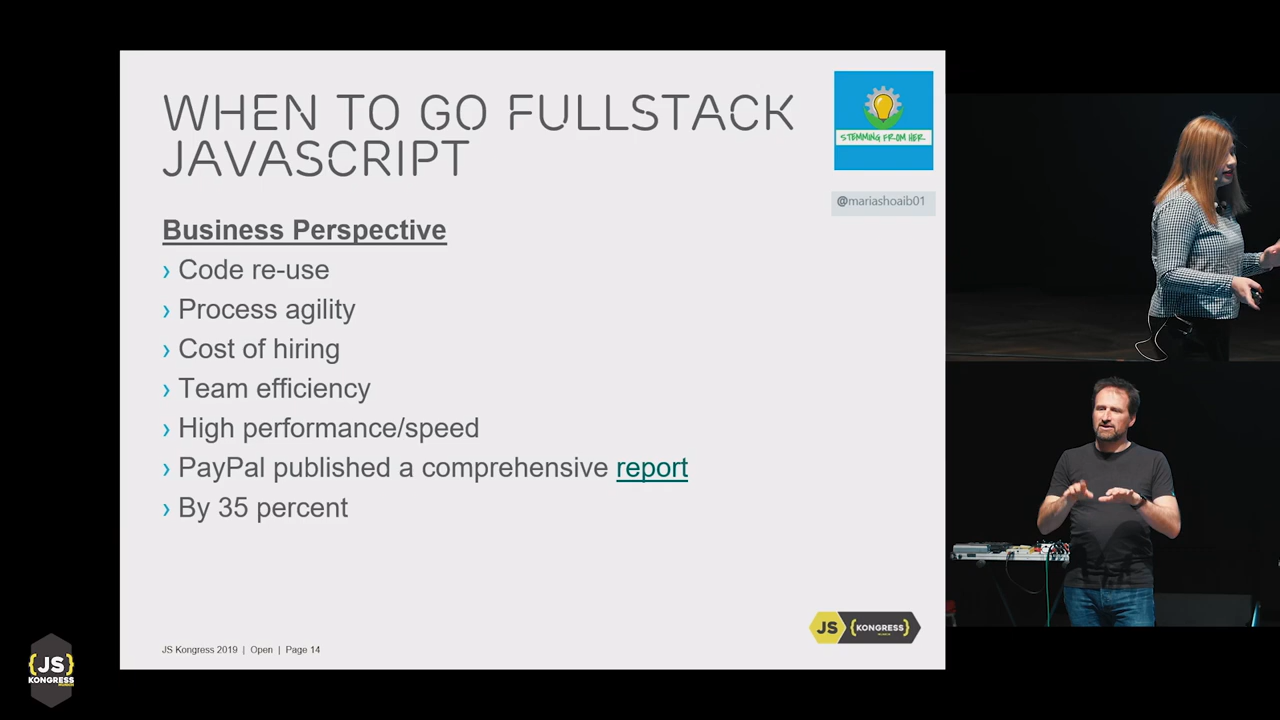 WHEN TO GO FULLSTACK
JAVASCRIPT
STEMMING FROM HER
@mariashoaib01
Business Perspective
› Code re-use
› Process agility
› Cost of hiring
› Team efficiency
› High performance/speed
› PayPal published a comprehensive report
› By 35 percent
JS {KONGRESS}
JS Kongress 2019 | Open | Page 14
{JS}
KONGRESS